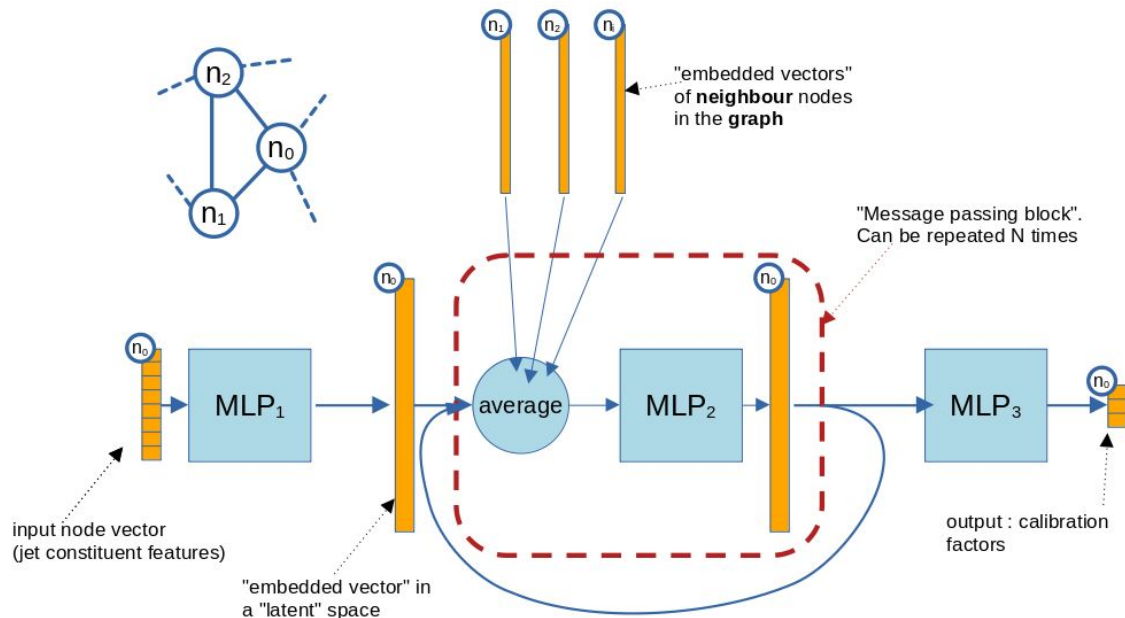 n₁
n₂
nᵢ
"embedded vectors"
of neighbour nodes
in the graph
n₂
n₀
n₁
"Message passing block".
Can be repeated N times
n₀
n₀
n₀
MLP₁
average
MLP₂
MLP₃
n₀
input node vector
(jet constituent features)
"embedded vector" in
a "latent" space
output : calibration
factors